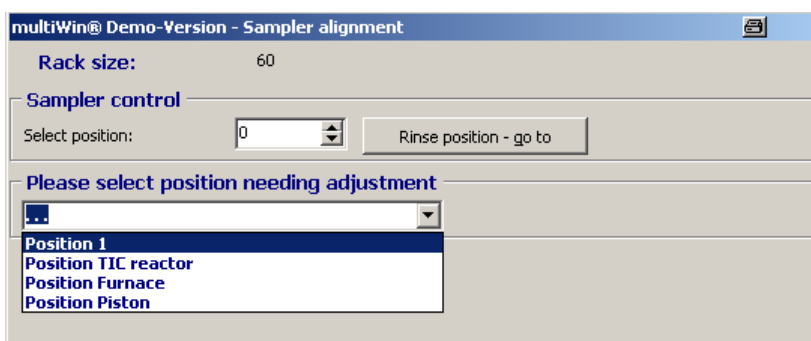 multiWin® Demo-Version - Sampler alignment
Rack size: 60
Sampler control
Select position: 0 Rinse position - go to
Please select position needing adjustment
...
Position 1
Position TIC reactor
Position Furnace
Position Piston